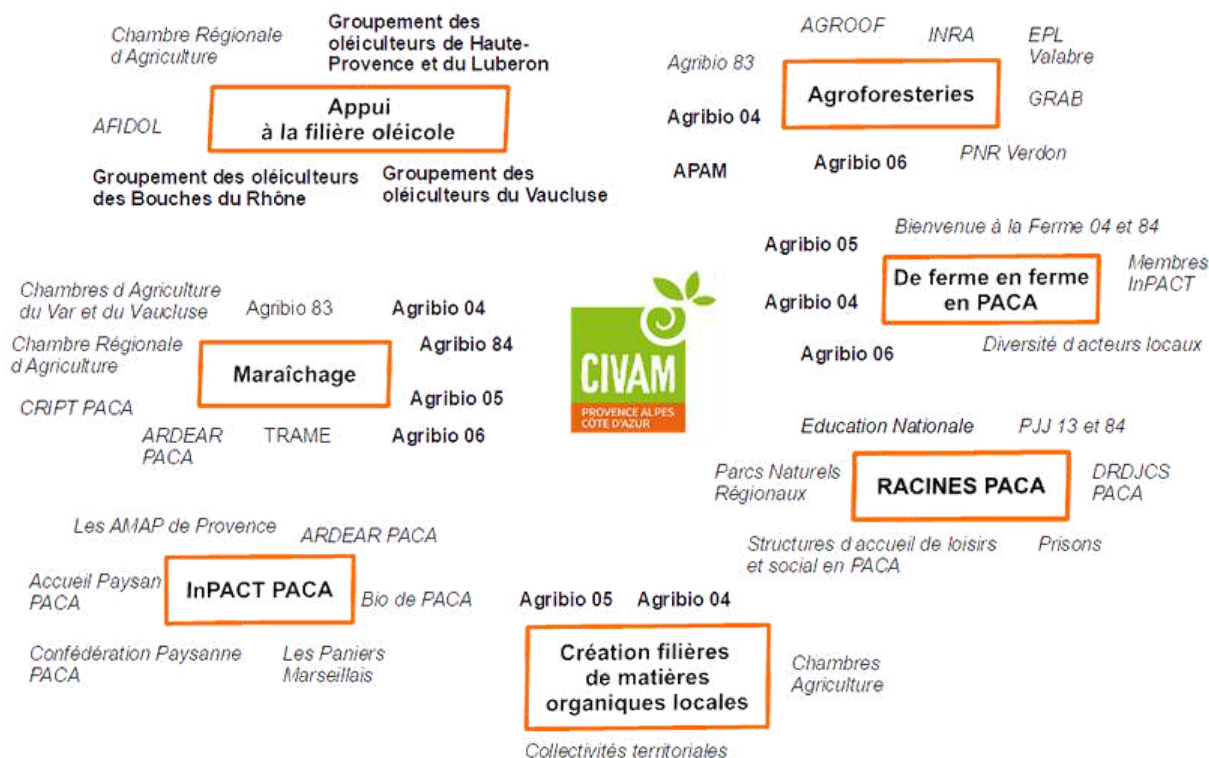 Chambre Régionale
d'Agriculture
Groupement des
oléiculteurs de Haute-
Provence et du Luberon
AFIDOL
Appui
à la filière oléicole
Groupement des oléiculteurs
des Bouches du Rhône
Groupement des
oléiculteurs du Vaucluse
AGROOF
INRA
EPL
Valabre
Agribio 83
Agroforesteries
GRAB
Agribio 04
APAM
Agribio 06
PNR Verdon
Bienvenue à la Ferme 04 et 84
Agribio 05
De ferme en ferme
en PACA
Membres
InPACT
Agribio 04
Agribio 06
Diversité d'acteurs locaux
Chambres d'Agriculture
du Var et du Vaucluse
Agribio 83
Agribio 04
Chambre Régionale
d'Agriculture
Maraîchage
Agribio 84
Agribio 05
CRIPT PACA
ARDEAR
PACA
TRAME
Agribio 06
CIVAM
PROVENCE ALPES
CÔTE D'AZUR
Education Nationale
PJJ 13 et 84
Parcs Naturels
Régionaux
RACINES PACA
DRDJCS
PACA
Structures d'accueil de loisirs
et social en PACA
Prisons
Les AMAP de Provence
ARDEAR PACA
Accueil Paysan
PACA
InPACT PACA
Bio de PACA
Confédération Paysanne
PACA
Les Paniers
Marseillais
Agribio 05
Agribio 04
Création filières
de matières
organiques locales
Chambres
Agriculture
Collectivités territoriales